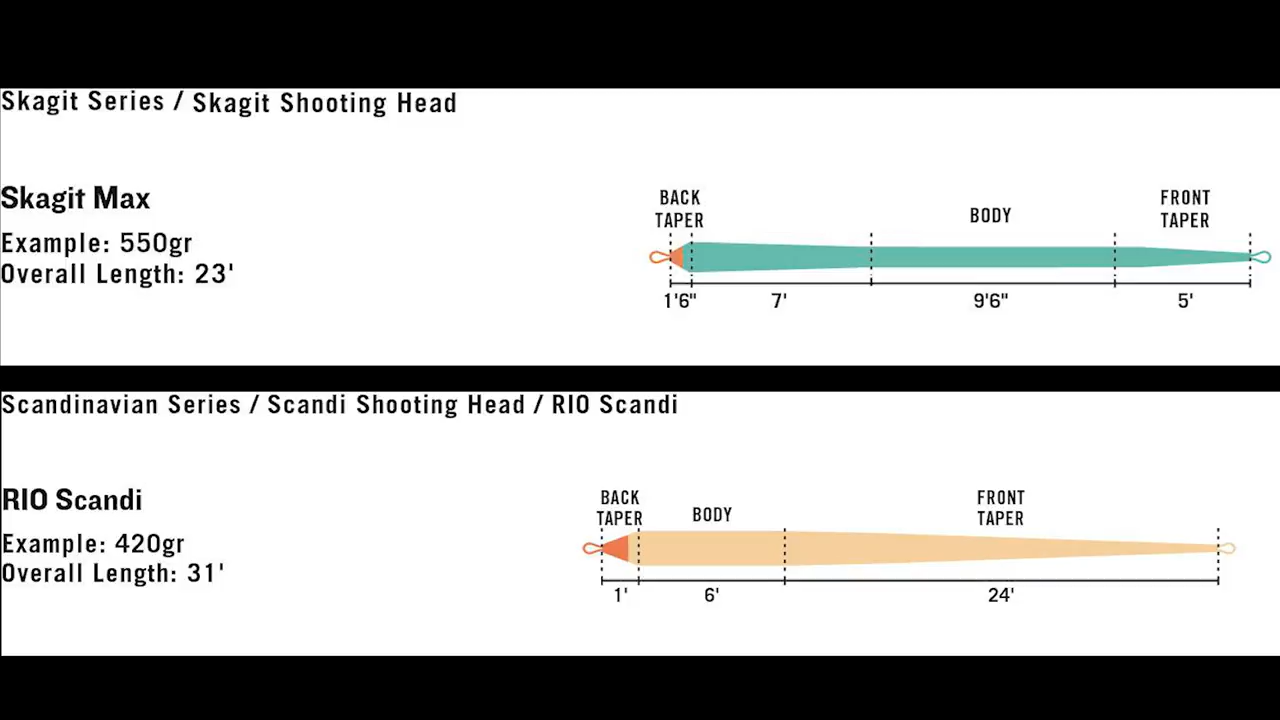 Skagit Series / Skagit Shooting Head
Skagit Max
Example: 550gr
Overall Length: 23'
BACK
TAPER
BODY
FRONT
TAPER
1'6"
7'
9'6"
5'
Scandinavian Series / Scandi Shooting Head / RIO Scandi
RIO Scandi
Example: 420gr
Overall Length: 31'
BACK
TAPER
BODY
FRONT
TAPER
1'
6'
24'